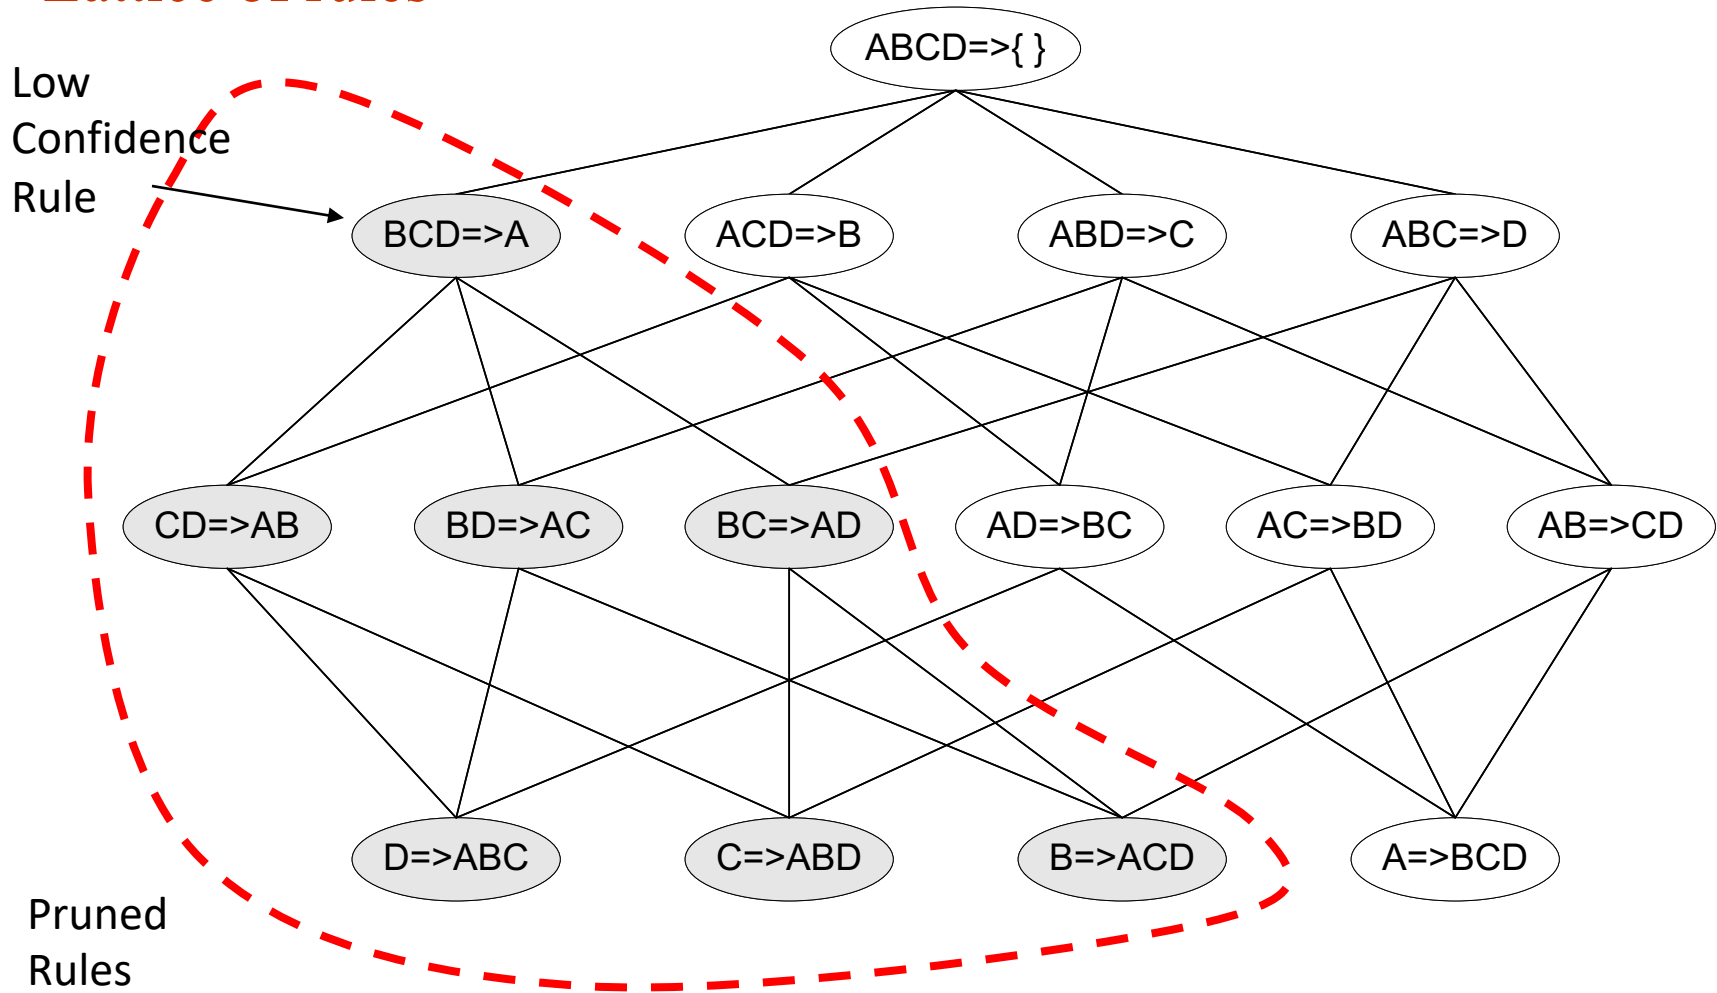 ABCD=>{ }
Low
Confidence
Rule
BCD=>A
ACD=>B
ABD=>C
ABC=>D
CD=>AB
BD=>AC
BC=>AD
AD=>BC
AC=>BD
AB=>CD
D=>ABC
C=>ABD
B=>ACD
A=>BCD
Pruned
Rules